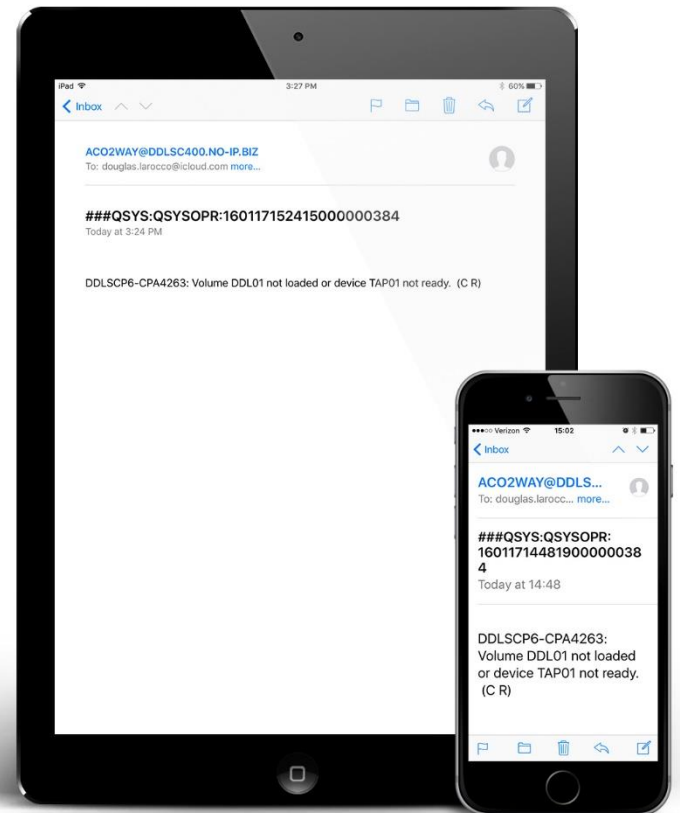 iPad
3:27 PM
60%
Inbox
ACO2WAY@DDLSC400.NO-IP.BIZ
To: douglas.larocco@icloud.com more...
###QSYS:QSYSOPR:160117152415000000384
Today at 3:24 PM
DDLSCP6-CPA4263: Volume DDL01 not loaded or device TAP01 not ready. (C R)
Verizon
15:02
Inbox
ACO2WAY@DDLS...
To: douglas.larocc... more...
###QSYS:QSYSOPR:
16011714481900000038
4
Today at 14:48
DDLSCP6-CPA4263:
Volume DDL01 not loaded
or device TAP01 not ready.
(C R)